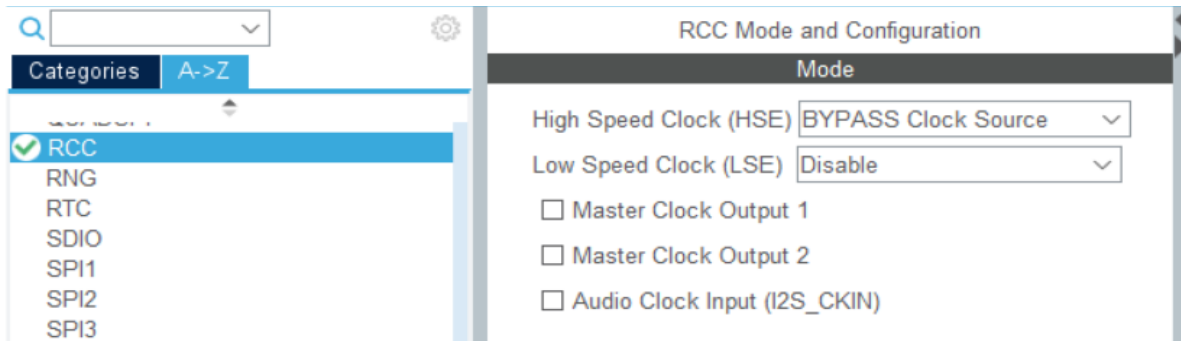 Categories A->Z
RCC
RNG
RTC
SDIO
SPI1
SPI2
SPI3
RCC Mode and Configuration
Mode
High Speed Clock (HSE) BYPASS Clock Source
Low Speed Clock (LSE) Disable
Master Clock Output 1
Master Clock Output 2
Audio Clock Input (I2S_CKIN)